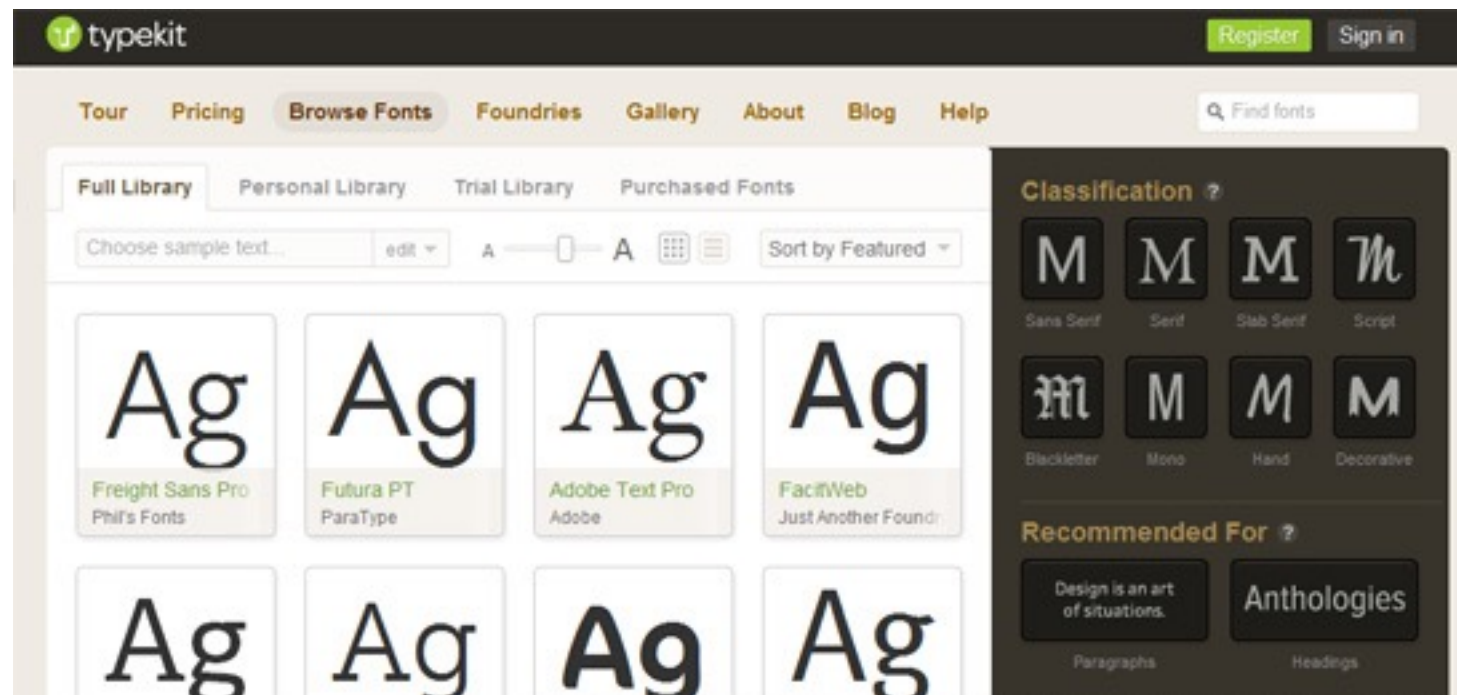 typekit
Register Sign in
Tour Pricing Browse Fonts Foundries Gallery About Blog Help
Find fonts
Full Library Personal Library Trial Library Purchased Fonts
Choose sample text... edit A A Sort by Featured
Ag Ag Ag Ag
Freight Sans Pro Futura PT Adobe Text Pro FacitWeb
Phil's Fonts ParaType Adobe Just Another Found
Ag Ag Ag Ag
Classification ?
M M M M
Sans Serif Serif Slab Serif Script
M M M M
Blackletter Mono Hand Decorative
Recommended For ?
Design is an art
of situations.
Anthologies
Paragraphs Headings